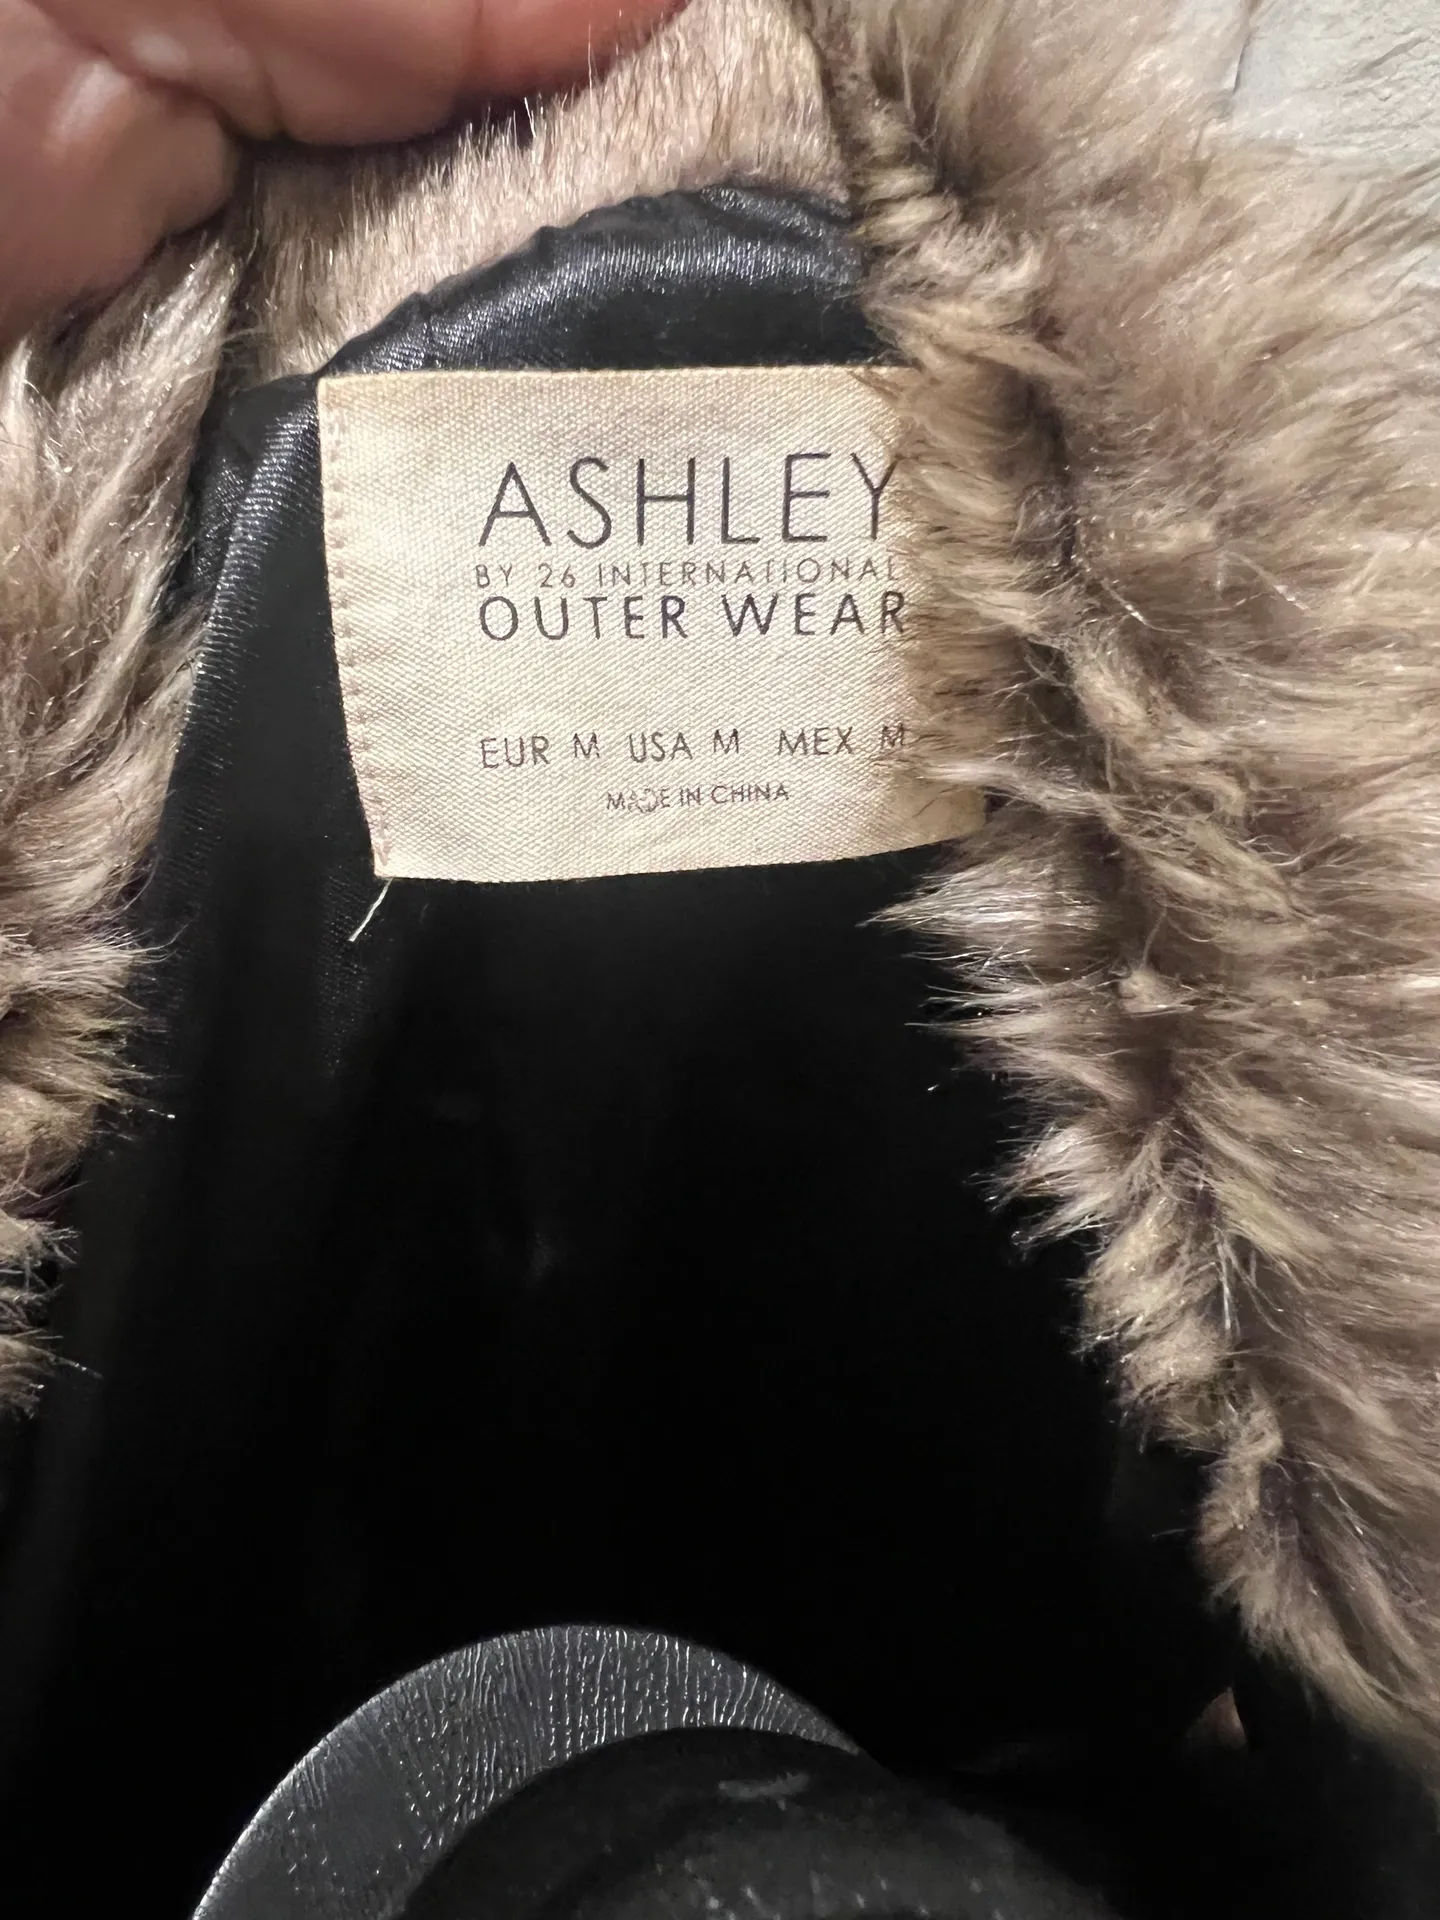 ASHLEY
BY 26 INTERNATIONAL
OUTER WEAR
EUR M USA M MEX M
MADE IN CHINA